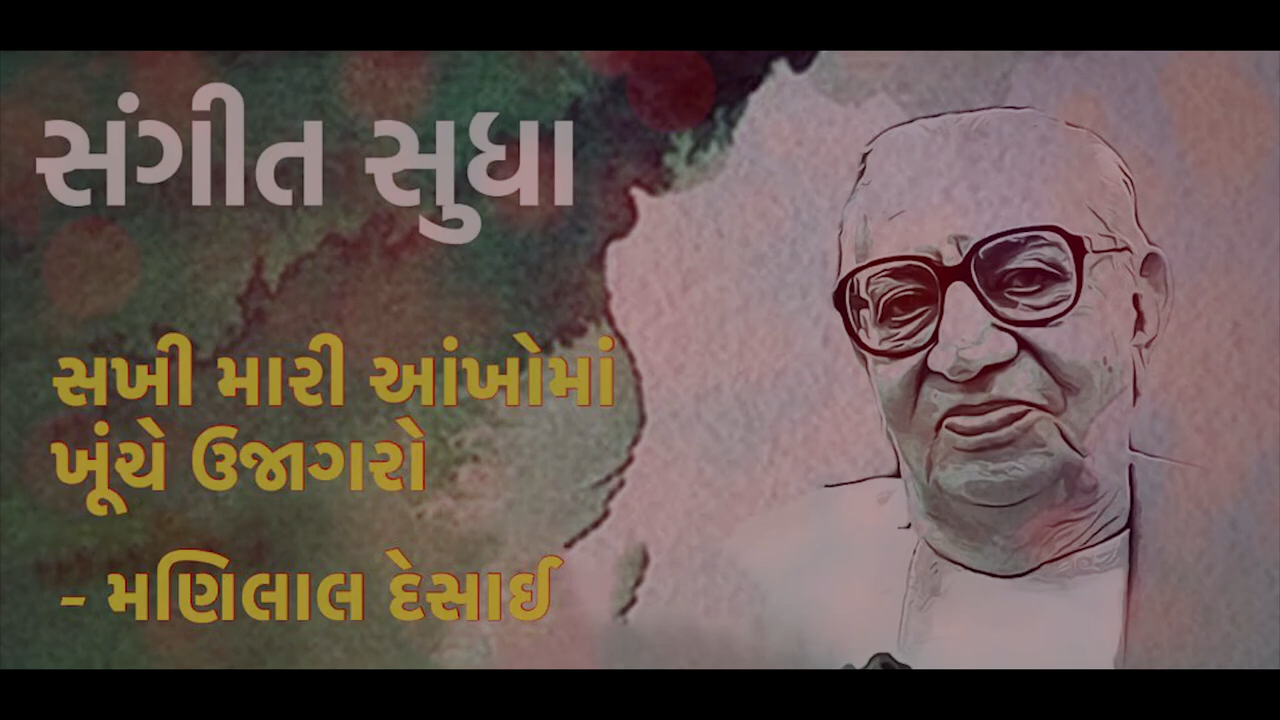 સંગીત સુધા
સખી મારી આંખોમાં
ખૂંચે ઉજાગરો
- મણિલાલ દેસાઈ